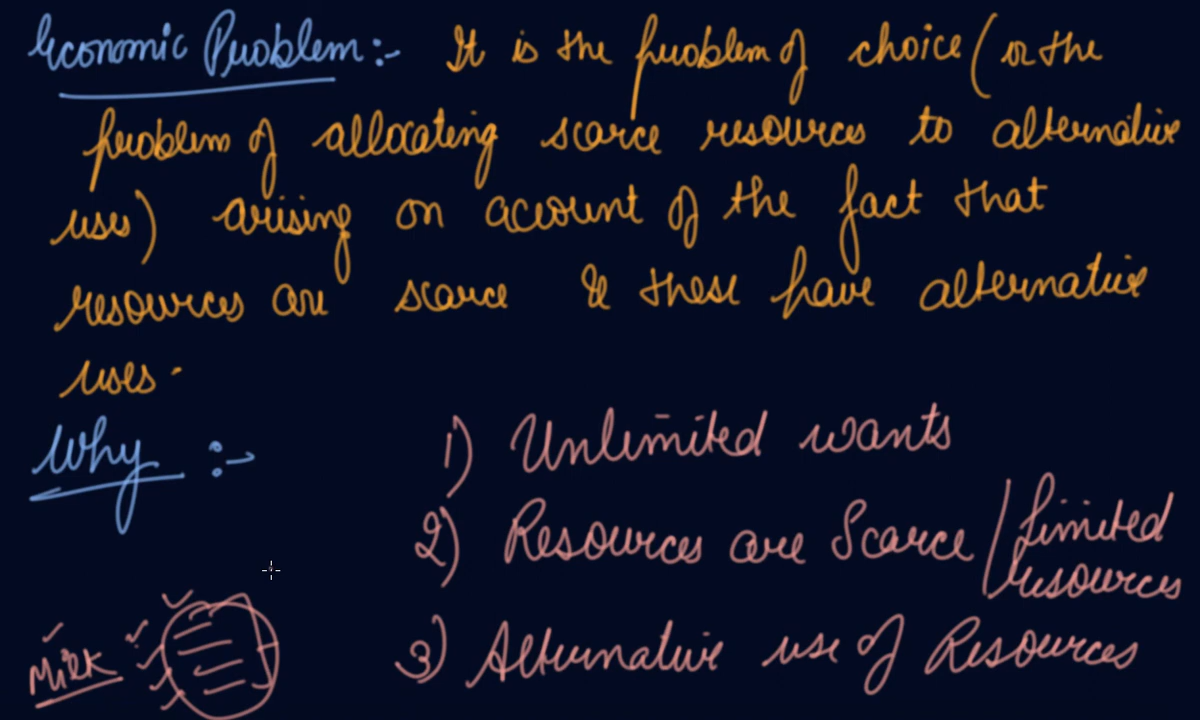 Economic Problem:- It is the problem of choice (or the
problem of allocating scarce resources to alternative
uses) arising on account of the fact that
resources are scarce & these have alternative
uses.
Why :-
1) Unlimited wants
2) Resources are Scarce / limited
resources
3) Alternative use of Resources
Milk